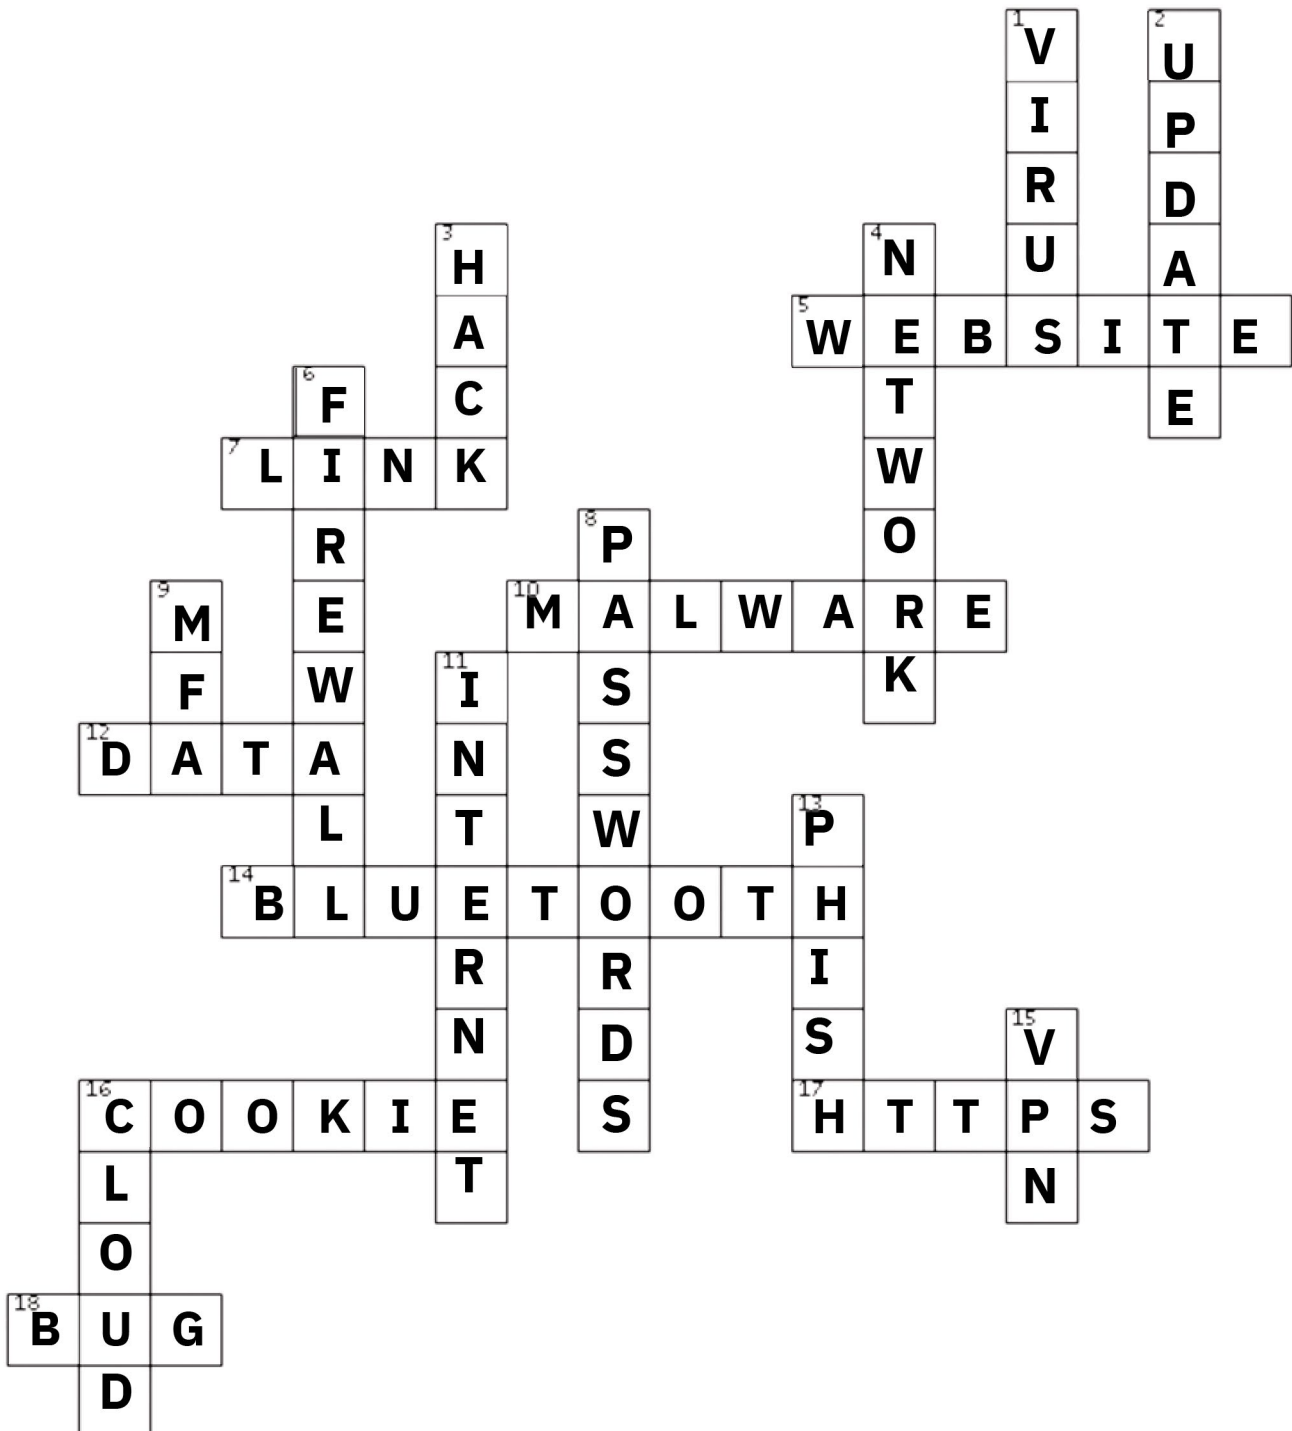 1 V 2 U
I P
R D
3 H 4 N U A
A 5 W E B S I T E
6 F C T E
7 L I N K W
R 8 P O
9 M E 10 M A L W A R E
F W 11 I S K
12 D A T A N S
L T W 13 P
14 B L U E T O O T H
R R I
N D S 15 V
16 C O O K I E S 17 H T T P S
L T N
O
18 B U G
D